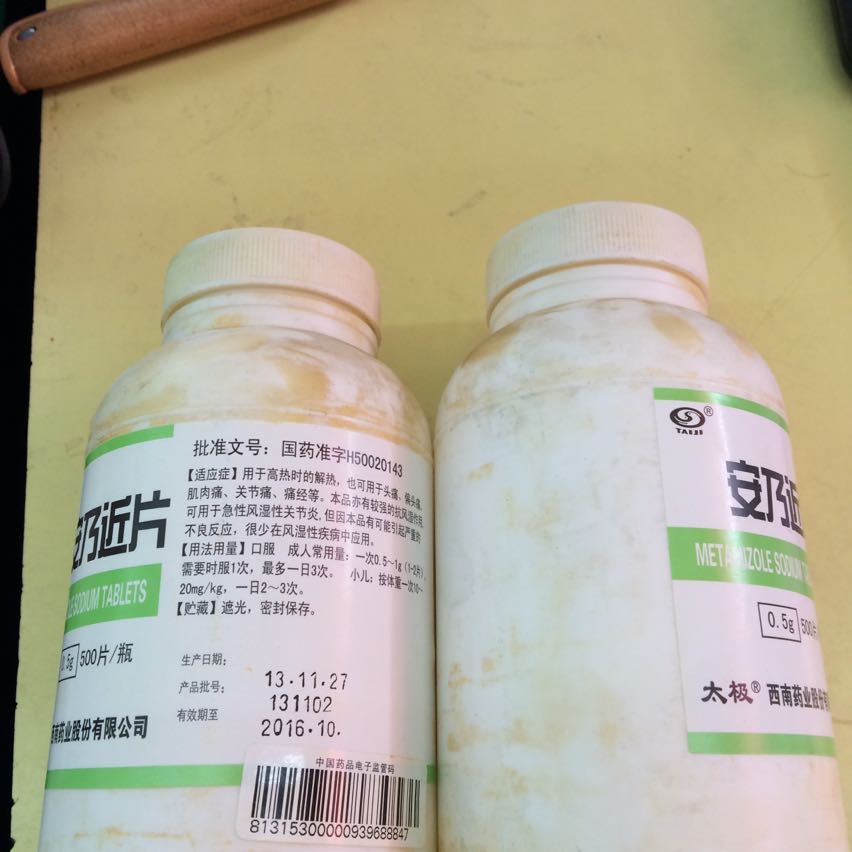 批准文号：国药准字H50020143
【适应症】用于高热时的解热，也可用于头痛、偏头痛、
肌肉痛、关节痛、痛经等。本品亦有较强的抗风湿作用，
可用于急性风湿性关节炎，但因本品有可能引起严重的
不良反应，很少在风湿性疾病中应用。
【用法用量】口服 成人常用量：一次0.5~1g（1-2片），
需要时服1次，最多一日3次。 小儿：按体重一次10~
20mg/kg，一日2~3次。
【贮藏】遮光，密封保存。
乃近片
SODIUM TABLETS
0.5g 500片/瓶
生产日期： 13.11.27
产品批号： 131102
有效期至 2016.10.
南药业股份有限公司
中国药品电子监管码
81315300000939688847
®
TAIJI
安乃近
METAMIZOLE SODIUM
0.5g 500片
太极® 西南药业股份